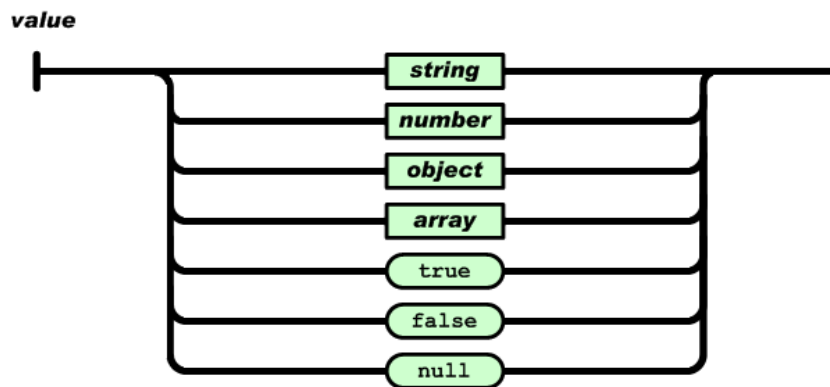 value
string
number
object
array
true
false
null